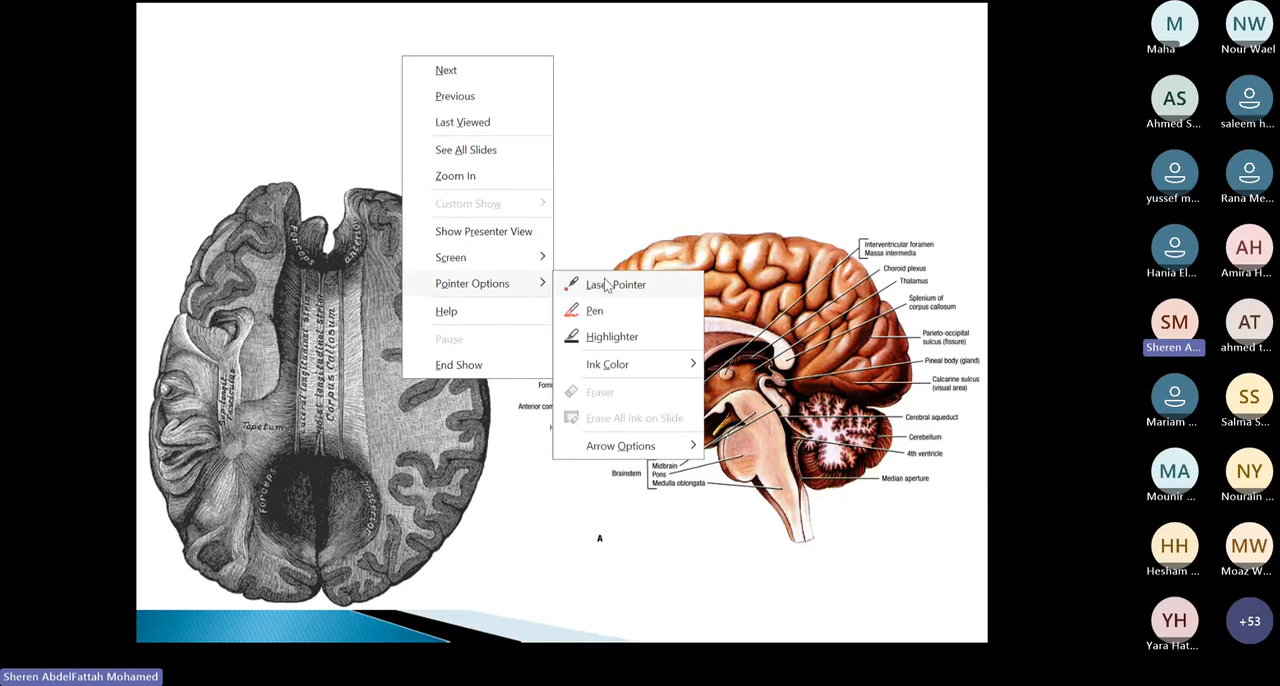 Next
Previous
Last Viewed
See All Slides
Zoom In
Custom Show
Show Presenter View
Screen
Pointer Options
Help
Pause
End Show
Laser Pointer
Pen
Highlighter
Ink Color
Eraser
Erase All Ink on Slide
Arrow Options
Forceps
anterior
Corpus Callosum
Tapetum
Forceps
posterior
Forni
Anterior com
Interventricular foramen
Massa intermedia
Choroid plexus
Thalamus
Splenium of
corpus callosum
Parieto-occipital
sulcus (fissure)
Pineal body (gland)
Calcarine sulcus
(visual area)
Cerebral aqueduct
Cerebellum
4th ventricle
Median aperture
Brainstem
Midbrain
Pons
Medulla oblongata
A
M
Maha
NW
Nour Wael
AS
Ahmed S...
saleem h...
yussef m...
Rana Me...
Hania El...
AH
Amira H...
SM
Sheren A...
AT
ahmed t...
Mariam ...
SS
Salma S...
MA
Mounir ...
NY
Nourain ...
HH
Hesham ...
MW
Moaz W...
YH
Yara Hat...
+53
Sheren AbdelFattah Mohamed